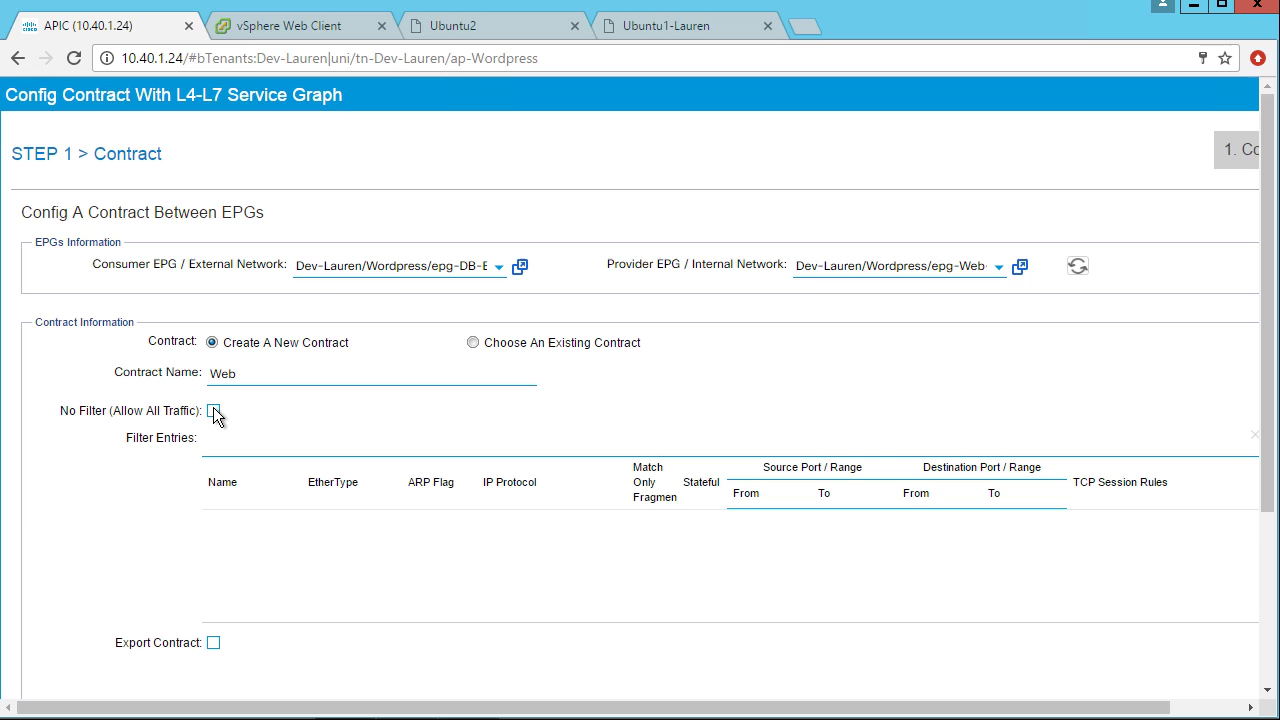 APIC (10.40.1.24)
vSphere Web Client
Ubuntu2
Ubuntu1-Lauren
10.40.1.24/#bTenants:Dev-Lauren|uni/tn-Dev-Lauren/ap-Wordpress
Config Contract With L4-L7 Service Graph
STEP 1 > Contract
1. Co
Config A Contract Between EPGs
EPGs Information
Consumer EPG / External Network: Dev-Lauren/Wordpress/epg-DB-E Provider EPG / Internal Network: Dev-Lauren/Wordpress/epg-Web-
Contract Information
Contract: Create A New Contract Choose An Existing Contract
Contract Name: Web
No Filter (Allow All Traffic):
Filter Entries:
Name EtherType ARP Flag IP Protocol Match Only Fragmen Stateful Source Port / Range Destination Port / Range TCP Session Rules
From To From To
Export Contract: